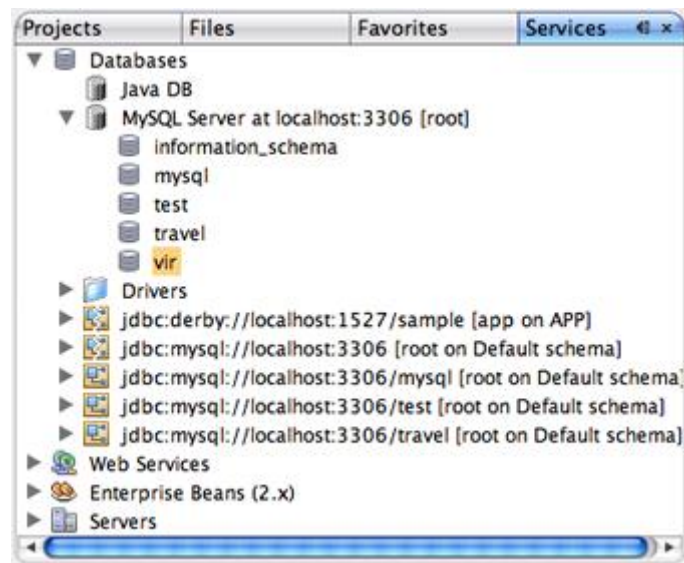 Projects Files Favorites Services
Databases
Java DB
MySQL Server at localhost:3306 [root]
information_schema
mysql
test
travel
vir
Drivers
jdbc:derby://localhost:1527/sample [app on APP]
jdbc:mysql://localhost:3306 [root on Default schema]
jdbc:mysql://localhost:3306/mysql [root on Default schema]
jdbc:mysql://localhost:3306/test [root on Default schema]
jdbc:mysql://localhost:3306/travel [root on Default schema]
Web Services
Enterprise Beans (2.x)
Servers